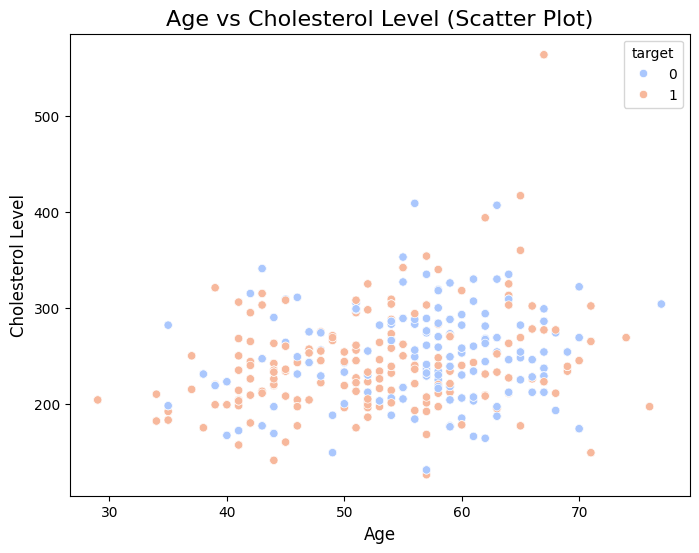 Age vs Cholesterol Level (Scatter Plot)
target
0
1
500
400
300
200
Cholesterol Level
30 40 50 60 70
Age